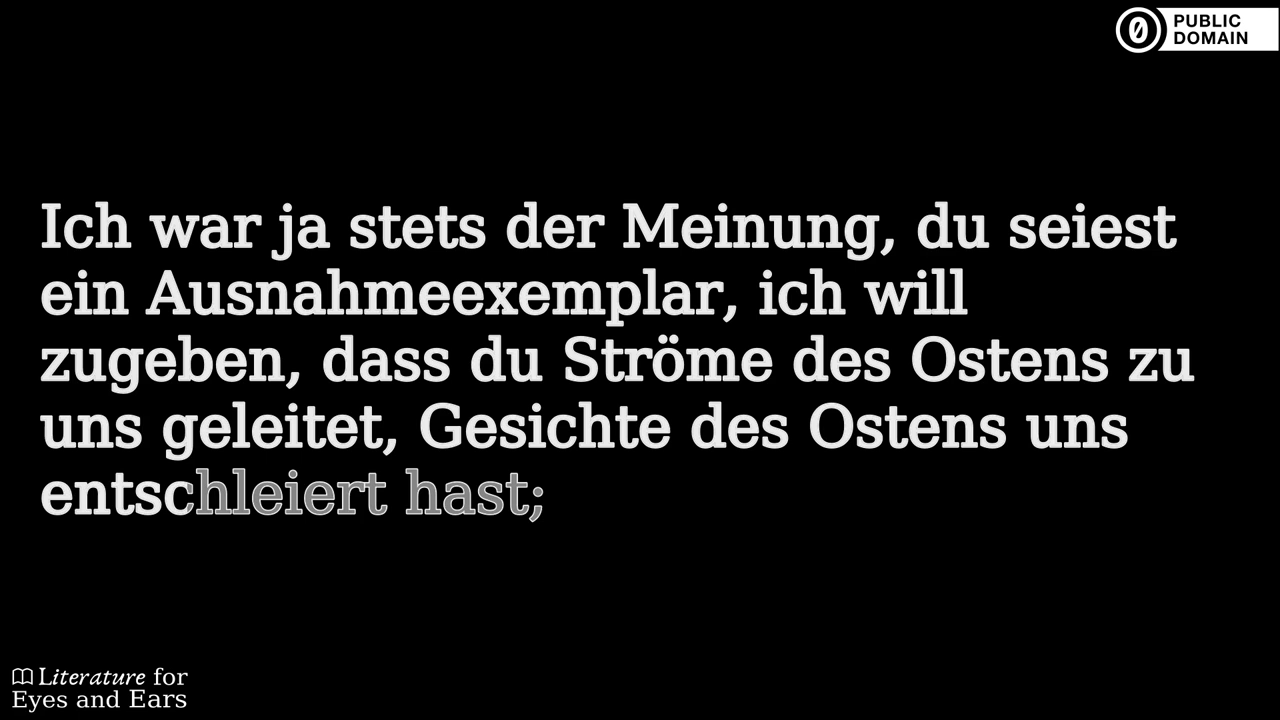 PUBLIC
DOMAIN
Ich war ja stets der Meinung, du seiest
ein Ausnahmeexemplar, ich will
zugeben, dass du Ströme des Ostens zu
uns geleitet, Gesichte des Ostens uns
entschleiert hast;
Literature for
Eyes and Ears